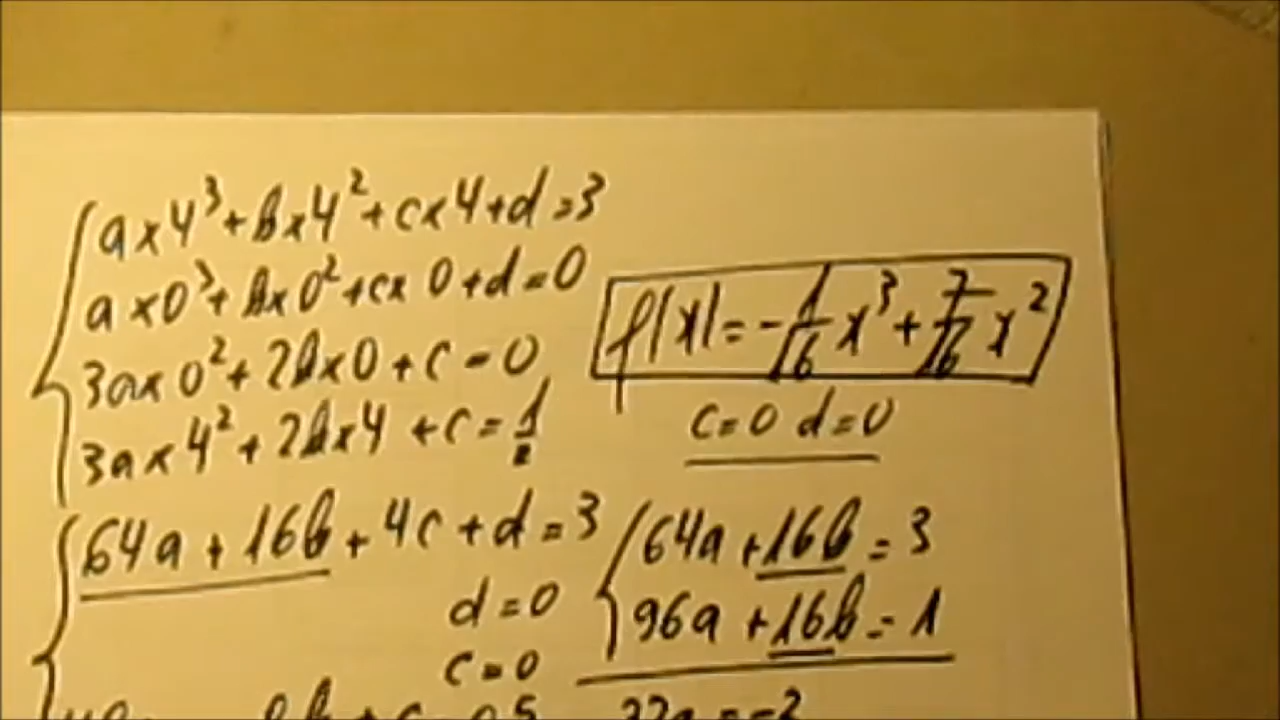 a×4³+b×4²+c×4+d=3
a×0³+b×0²+c×0+d=0
3a×0²+2b×0+c=0
3a×4²+2b×4+c=1/2
f(x)=-1/16x³+7/16x²
c=0 d=0
64a+16b+4c+d=3
d=0
c=0
64a+16b=3
96a+16b=1